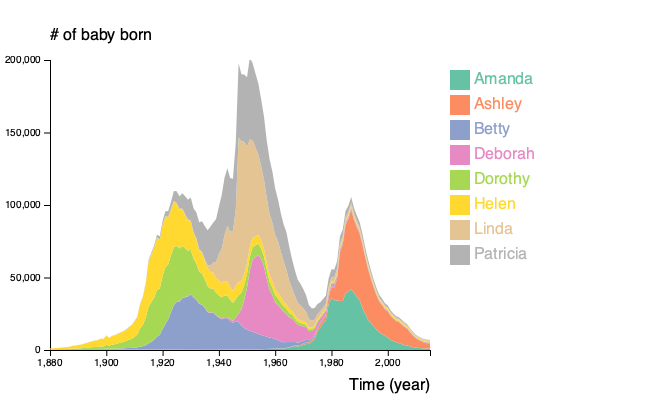 # of baby born
200,000
150,000
100,000
50,000
0
1,880
1,900
1,920
1,940
1,960
1,980
2,000
Time (year)
Amanda
Ashley
Betty
Deborah
Dorothy
Helen
Linda
Patricia